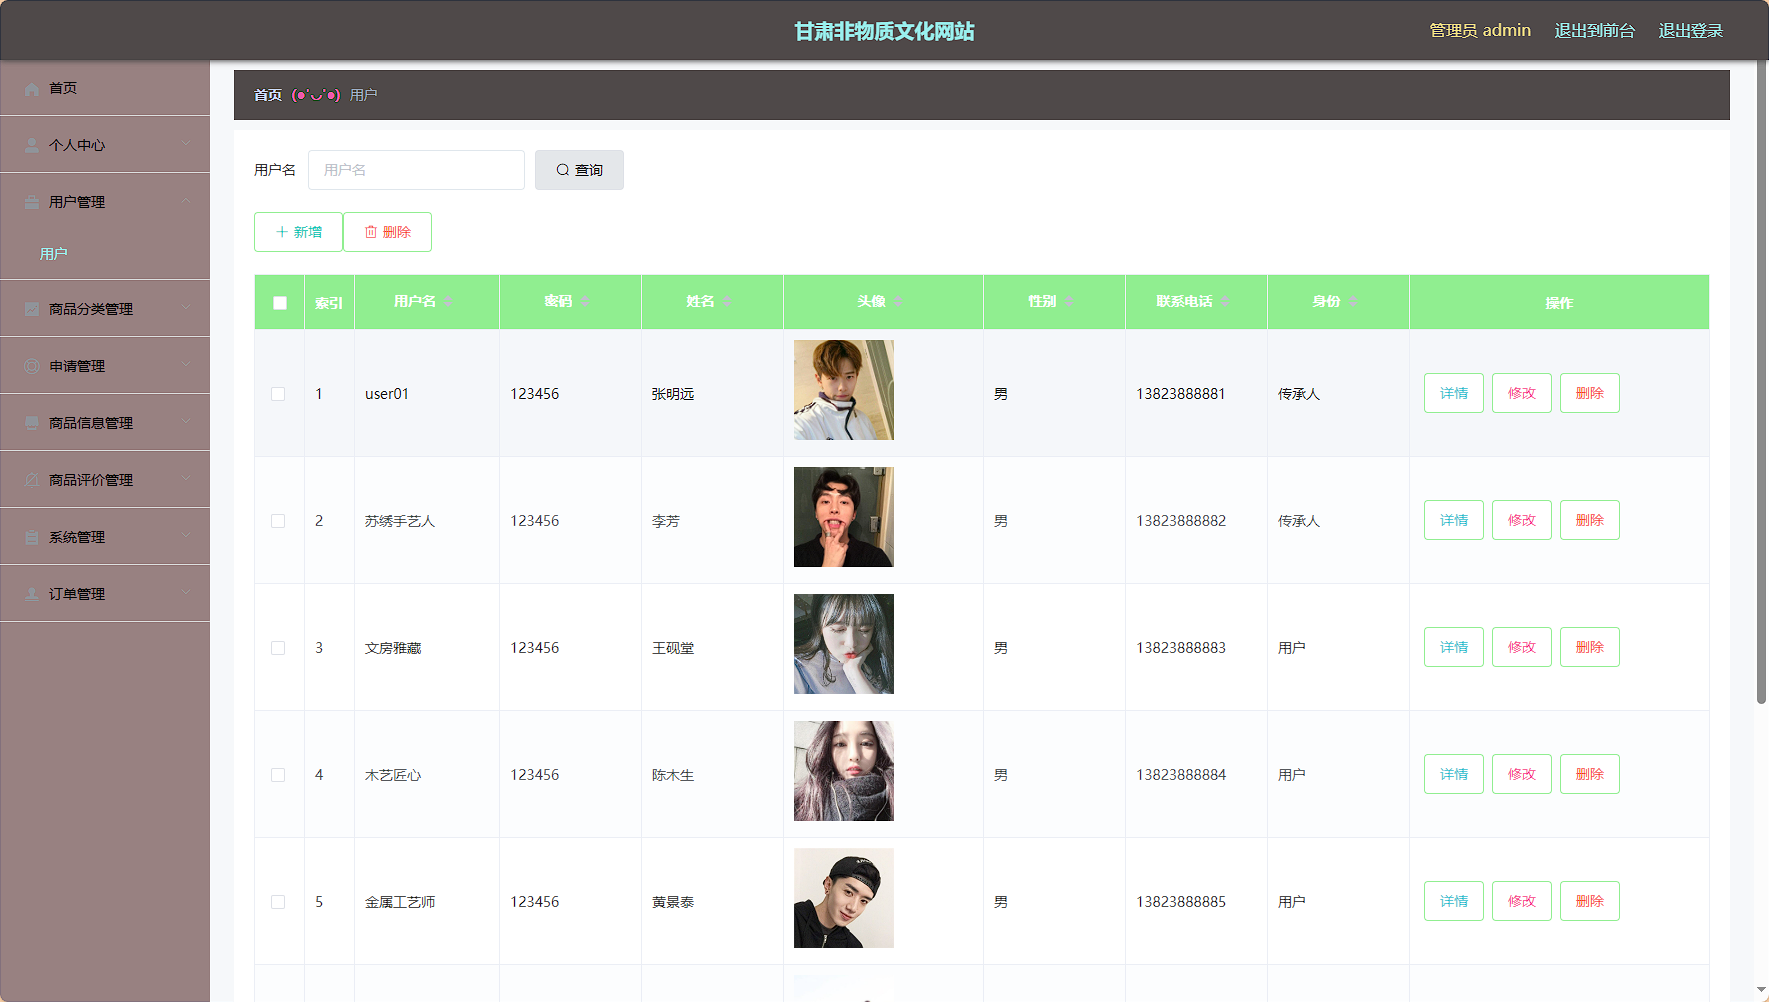 甘肃非物质文化网站
管理员 admin 退出到前台 退出登录
首页
个人中心
用户管理
用户
商品分类管理
申请管理
商品信息管理
商品评价管理
系统管理
订单管理
首页 (●'◡'●) 用户
用户名 用户名 查询
新增 删除
索引 用户名 密码 姓名 头像 性别 联系电话 身份 操作
1 user01 123456 张明远 男 13823888881 传承人 详情 修改 删除
2 苏绣手艺人 123456 李芳 男 13823888882 传承人 详情 修改 删除
3 文房雅藏 123456 王砚堂 男 13823888883 用户 详情 修改 删除
4 木艺匠心 123456 陈木生 男 13823888884 用户 详情 修改 删除
5 金属工艺师 123456 黄景泰 男 13823888885 用户 详情 修改 删除